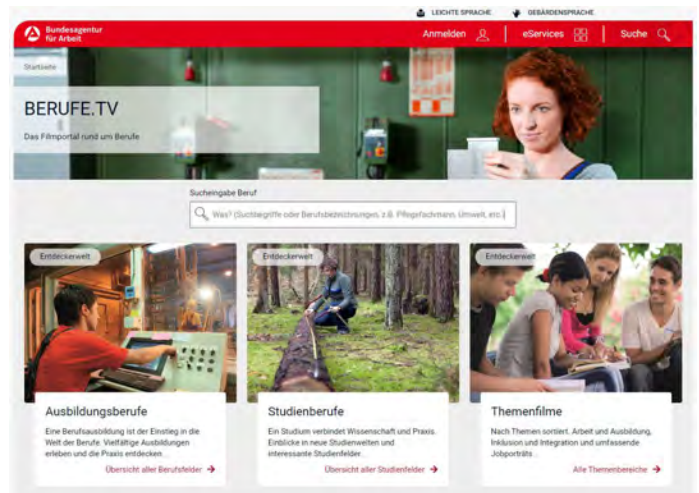 LEICHTE SPRACHE GEBÄRDENSPRACHE
Bundesagentur
für Arbeit
Anmelden eServices Suche
Startseite
BERUFE.TV
Das Filmportal rund um Berufe
Sucheingabe Beruf
Was? (Suchbegriffe oder Berufsbezeichnungen, z.B. Pflegefachmann, Umwelt, etc.)
Entdeckerwelt
Ausbildungsberufe
Eine Berufsausbildung ist der Einstieg in die
Welt der Berufe. Vielfältige Ausbildungen
erleben und die Praxis entdecken...
Übersicht aller Berufsfelder
Entdeckerwelt
Studienberufe
Ein Studium verbindet Wissenschaft und Praxis.
Einblicke in neue Studienwelten und
interessante Studienfelder...
Übersicht aller Studienfelder
Entdeckerwelt
Themenfilme
Nach Themen sortiert. Arbeit und Ausbildung,
Inklusion und Integration und umfassende
Jobporträts...
Alle Themenbereiche